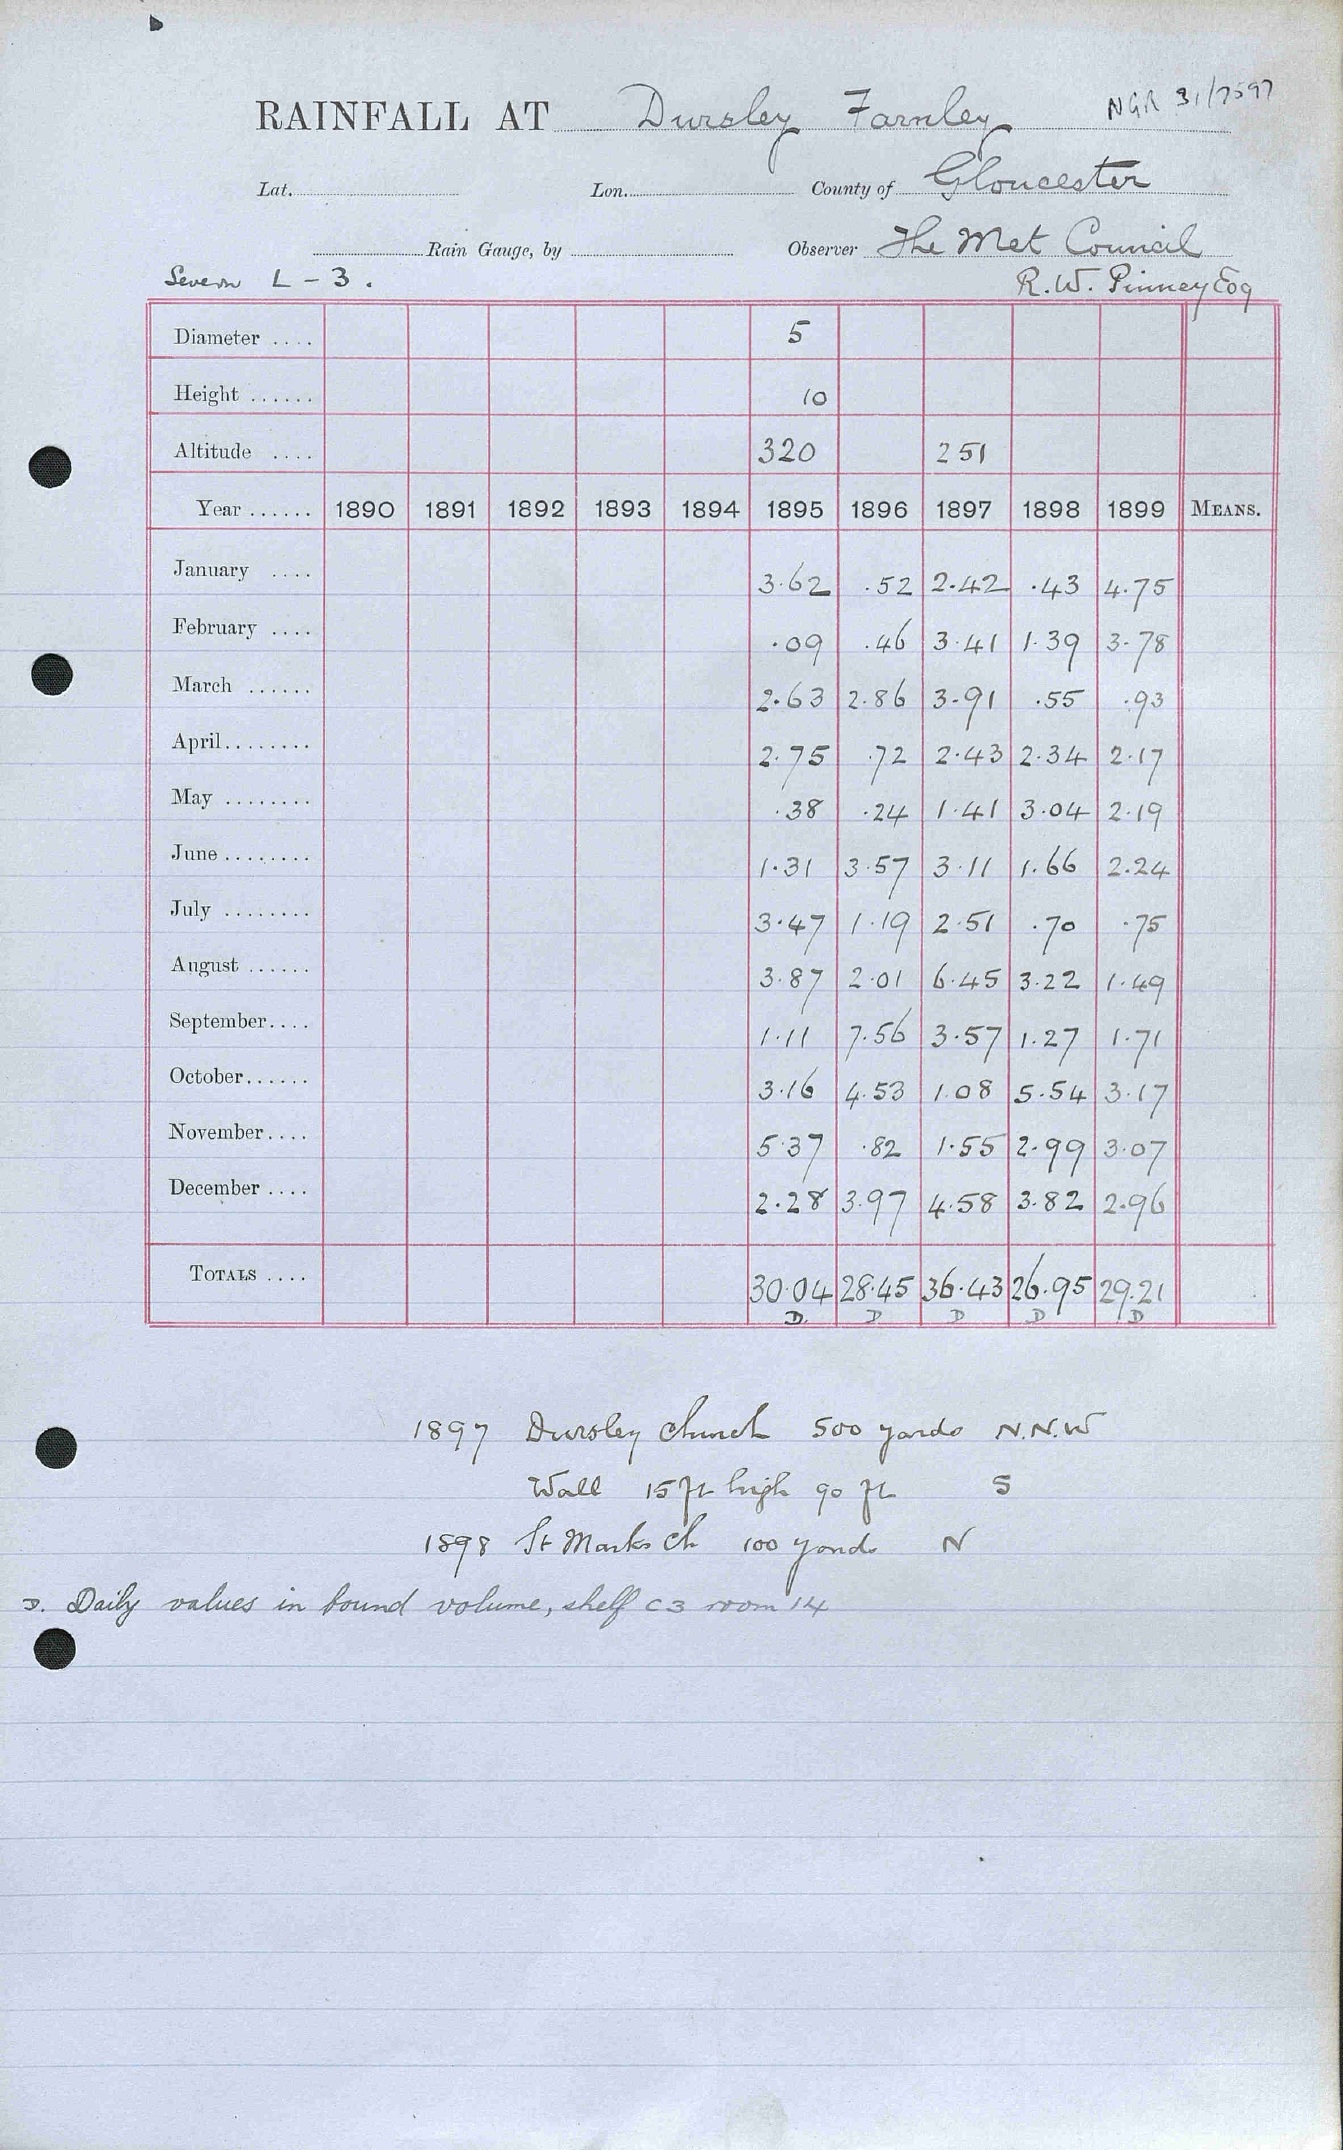 RAINFALL AT Dursley Farnley NGR 31/7597
Lat. Lon. County of Gloucester
Rain Gauge, by Observer The Met Council
Severn L - 3. R.W. Pinney Esq
Diameter .... 5
Height ...... 10
Altitude .... 320 251
Year ...... 1890 1891 1892 1893 1894 1895 1896 1897 1898 1899 MEANS.
January .... 3.62 .52 2.42 .43 4.75
February .... .09 .46 3.41 1.39 3.78
March ...... 2.63 2.86 3.91 .55 .93
April........ 2.75 .72 2.43 2.34 2.17
May ........ .38 .24 1.41 3.04 2.19
June ........ 1.31 3.57 3.11 1.66 2.24
July ........ 3.47 1.19 2.51 .70 .75
August ...... 3.87 2.01 6.45 3.22 1.49
September.... 1.11 7.56 3.57 1.27 1.71
October...... 3.16 4.53 1.08 5.54 3.17
November.... 5.37 .82 1.55 2.99 3.07
December .... 2.28 3.97 4.58 3.82 2.96
TOTALS .... 30.04 28.45 36.43 26.95 29.21
D. D D D D
1897 Dursley Church 500 yards N.N.W
Wall 15 ft high 90 ft S
1898 St Marks Ch 100 yards N
D. Daily values in bound volume, shelf C3 room 14